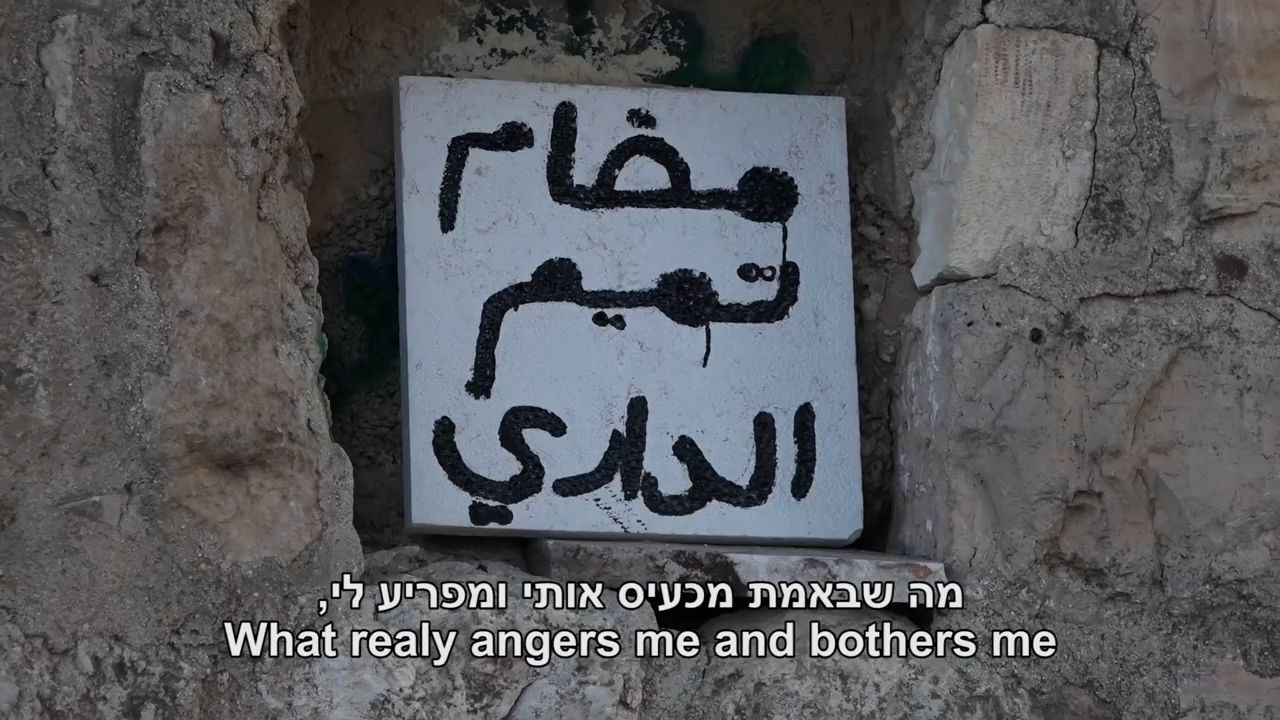 مقام
تميم
الداري
מה שבאמת מכעיס אותי ומפריע לי,
What realy angers me and bothers me